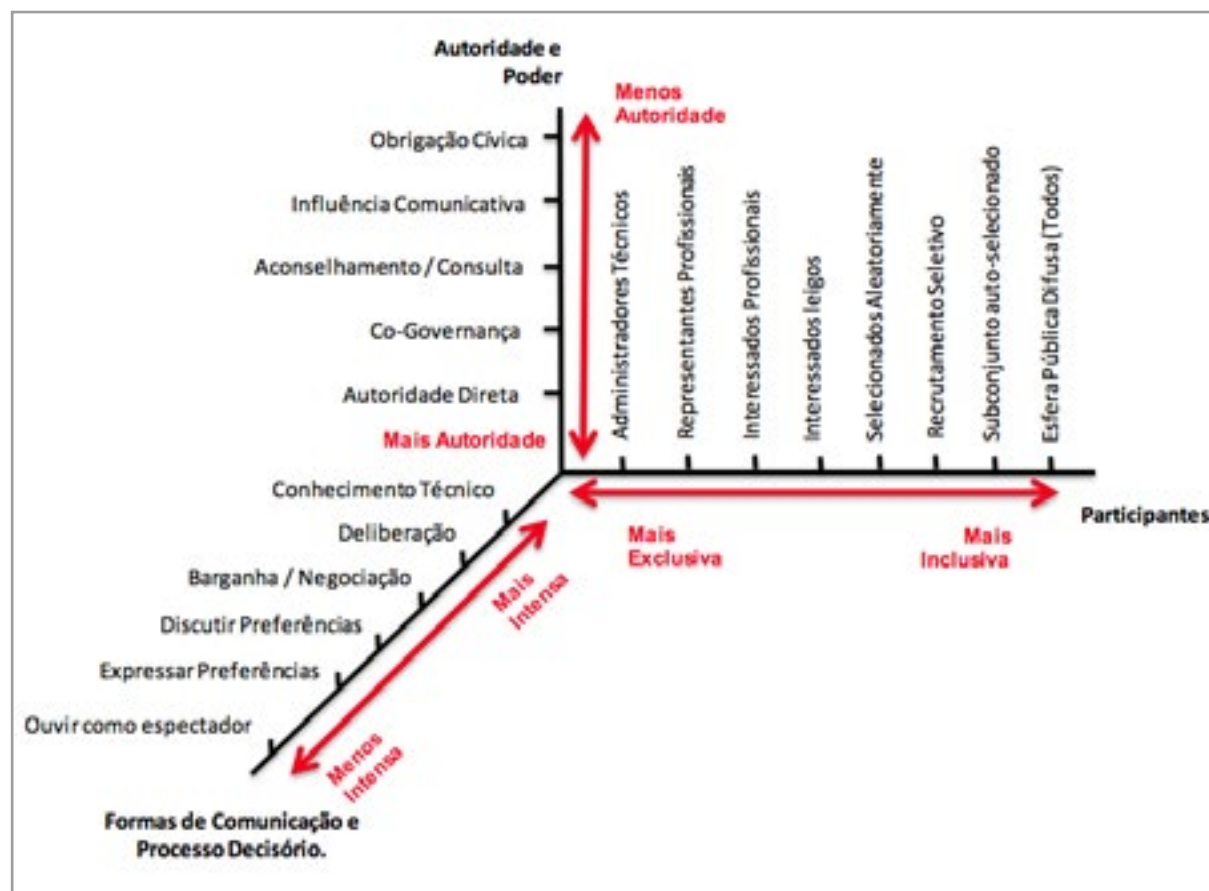 Autoridade e
Poder
Menos
Autoridade
Obrigação Cívica
Influência Comunicativa
Aconselhamento / Consulta
Co-Governança
Autoridade Direta
Mais Autoridade
Administradores Técnicos
Representantes Profissionais
Interessados Profissionais
Interessados leigos
Selecionados Aleatoriamente
Recrutamento Seletivo
Subconjunto auto-selecionado
Esfera Pública Difusa (Todos)
Participantes
Mais
Exclusiva
Mais
Inclusiva
Conhecimento Técnico
Deliberação
Barganha / Negociação
Discutir Preferências
Expressar Preferências
Ouvir como espectador
Mais
Intensa
Menos
Intensa
Formas de Comunicação e
Processo Decisório.